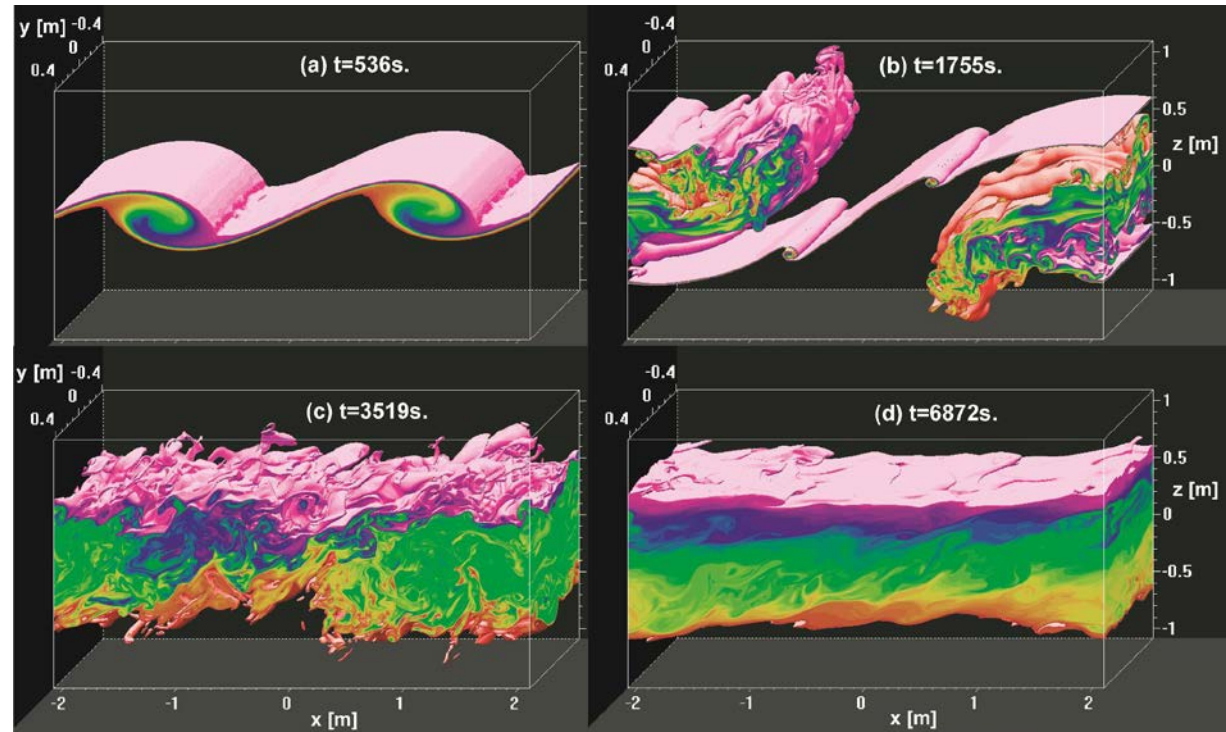 y [m] -0.4
0
0.4
(a) t=536s.
-0.4
0
0.4
(b) t=1755s.
1
0.5
z [m]
0
-0.5
-1
y [m] -0.4
0
0.4
(c) t=3519s.
-2 -1 0 1 2
x [m]
-0.4
0
0.4
(d) t=6872s.
1
0.5
z [m]
0
-0.5
-1
-2 -1 0 1 2
x [m]